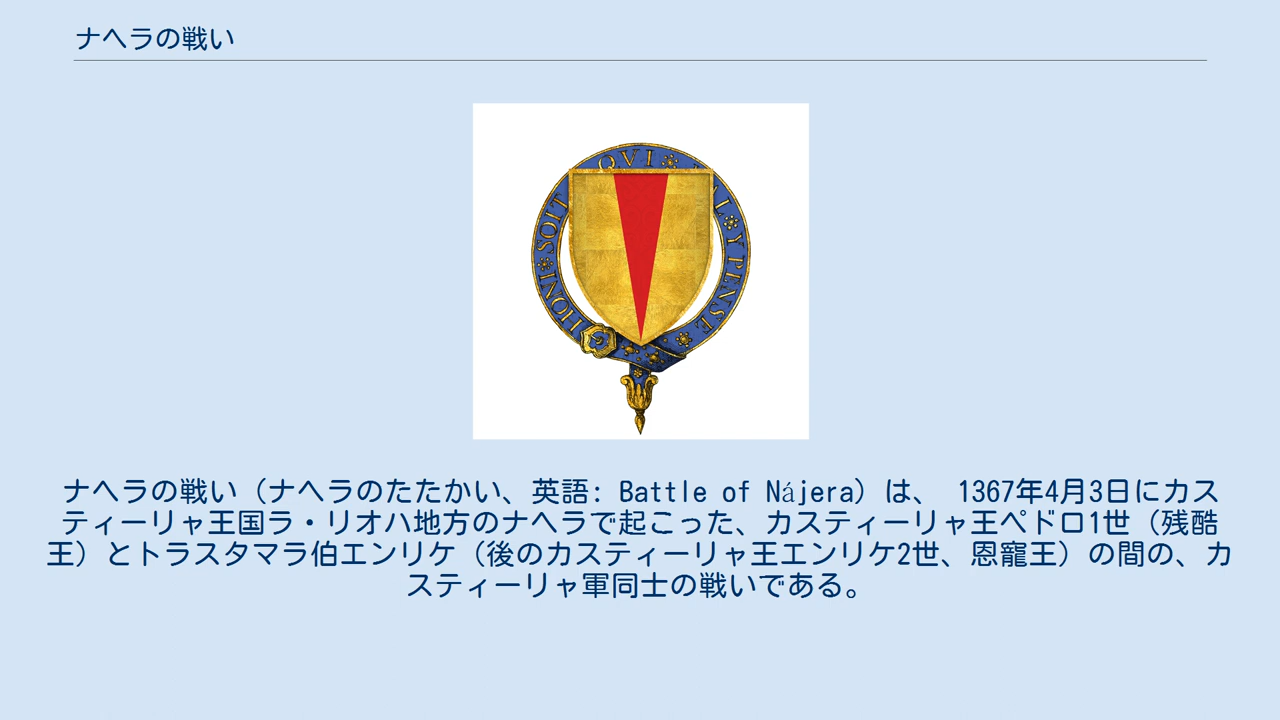 ナヘラの戦い
QVI MAL Y PENSE
HONI SOIT
ナヘラの戦い（ナヘラのたたかい、英語: Battle of Nájera）は、 1367年4月3日にカス
ティーリャ王国ラ・リオハ地方のナヘラで起こった、カスティーリャ王ペドロ1世（残酷
王）とトラスタマラ伯エンリケ（後のカスティーリャ王エンリケ2世、恩寵王）の間の、カ
スティーリャ軍同士の戦いである。